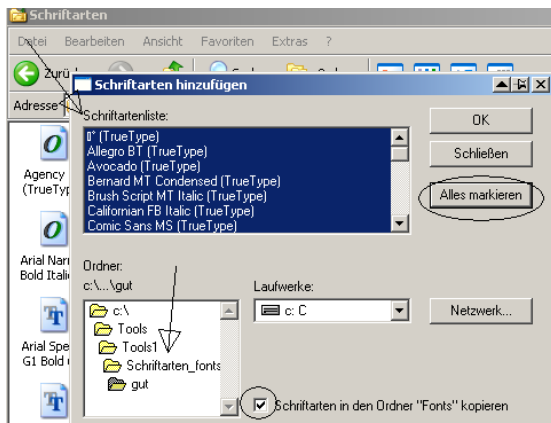 Schriftarten
Datei Bearbeiten Ansicht Favoriten Extras ?
Zurü
Schriftarten hinzufügen
Adresse
Schriftartenliste:
(TrueType)
Allegro BT (TrueType)
Avocado (TrueType)
Bernard MT Condensed (TrueType)
Brush Script MT Italic (TrueType)
Californian FB Italic (TrueType)
Comic Sans MS (TrueType)
OK
Schließen
Alles markieren
Agency
(TrueTyp
Arial Narr
Bold Itali
Ordner:
c:\...\gut
Laufwerke:
c:\
Tools
Tools1
Schriftarten_fonts
gut
c: C
Netzwerk...
Arial Spe
G1 Bold
Schriftarten in den Ordner "Fonts" kopieren